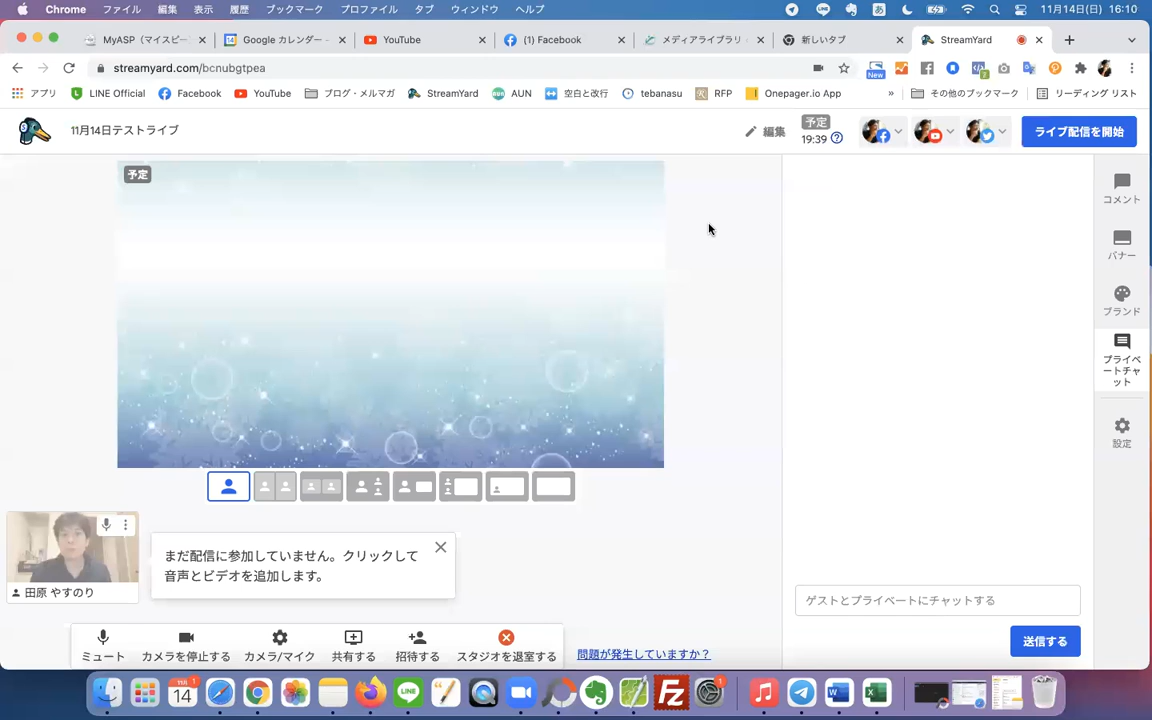 Chrome ファイル 編集 表示 履歴 ブックマーク プロファイル タブ ウィンドウ ヘルプ あ 11月14日(日) 16:10
MyASP（マイスピー Google カレンダー - YouTube (1) Facebook メディアライブラリ 新しいタブ StreamYard
streamyard.com/bcnubgtpea New
アプリ LINE Official Facebook YouTube ブログ・メルマガ StreamYard AUN 空白と改行 tebanasu RFP Onepager.io App » その他のブックマーク リーディング リスト
11月14日テストライブ 編集 予定 19:39 ライブ配信を開始
予定
コメント
バナー
ブランド
プライベ
ートチャ
ット
設定
まだ配信に参加していません。クリックして
音声とビデオを追加します。
田原 やすのり
ゲストとプライベートにチャットする
送信する
ミュート カメラを停止する カメラ/マイク 共有する 招待する スタジオを退室する 問題が発生していますか？
14 LINE Fz W X 1